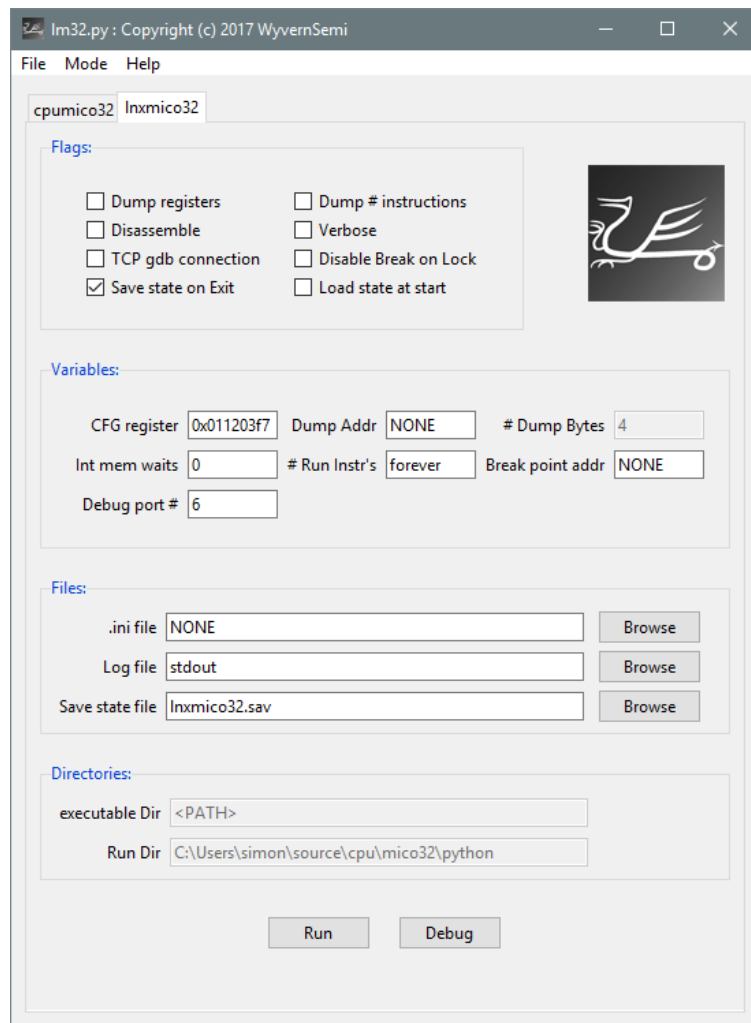 lm32.py : Copyright (c) 2017 WyvernSemi
File Mode Help
cpumico32 lnxmico32
Flags:
Dump registers Dump # instructions
Disassemble Verbose
TCP gdb connection Disable Break on Lock
Save state on Exit Load state at start
Variables:
CFG register 0x011203f7 Dump Addr NONE # Dump Bytes 4
Int mem waits 0 # Run Instr's forever Break point addr NONE
Debug port # 6
Files:
.ini file NONE Browse
Log file stdout Browse
Save state file lnxmico32.sav Browse
Directories:
executable Dir <PATH>
Run Dir C:\Users\simon\source\cpu\mico32\python
Run Debug